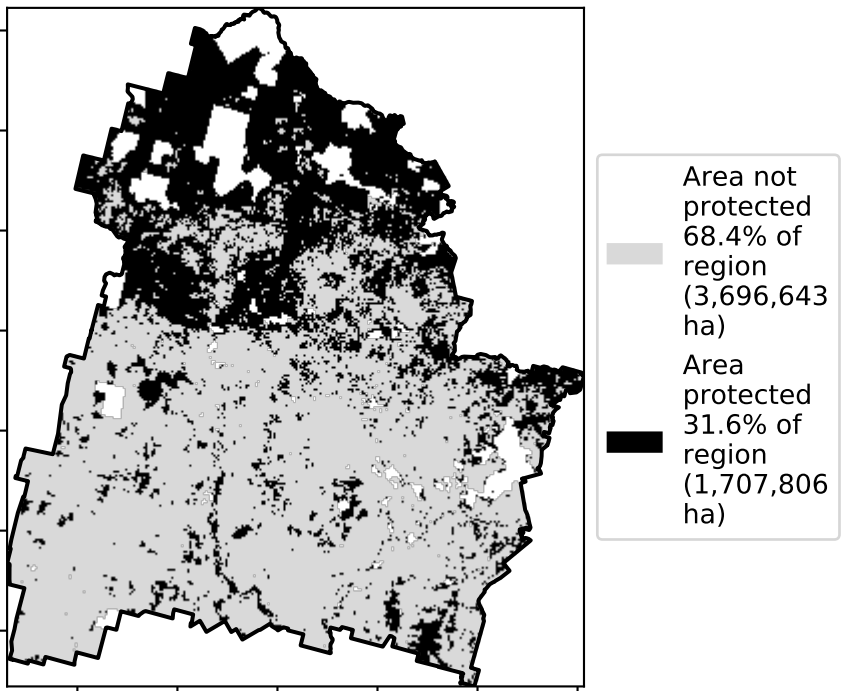 Area not
protected
68.4% of
region
(3,696,643
ha)
Area
protected
31.6% of
region
(1,707,806
ha)